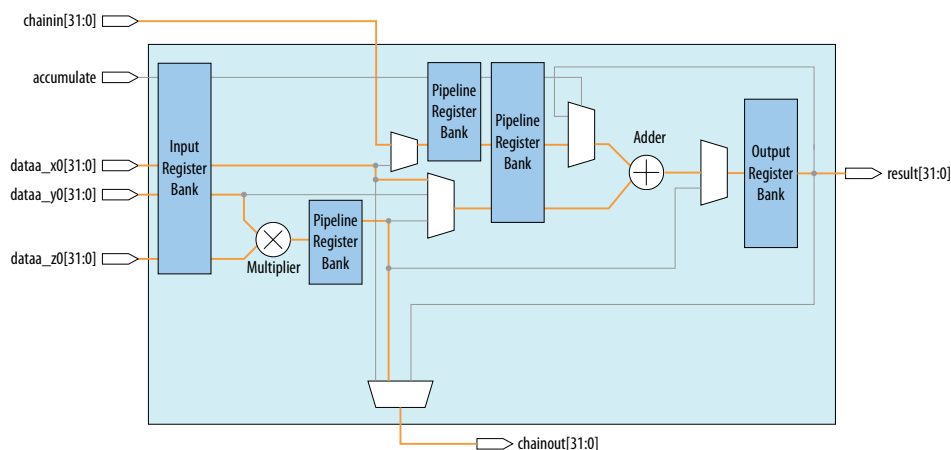 chainin[31:0]
accumulate
dataa_x0[31:0]
dataa_y0[31:0]
dataa_z0[31:0]
Input
Register
Bank
Multiplier
Pipeline
Register
Bank
Pipeline
Register
Bank
Pipeline
Register
Bank
Adder
Output
Register
Bank
result[31:0]
chainout[31:0]